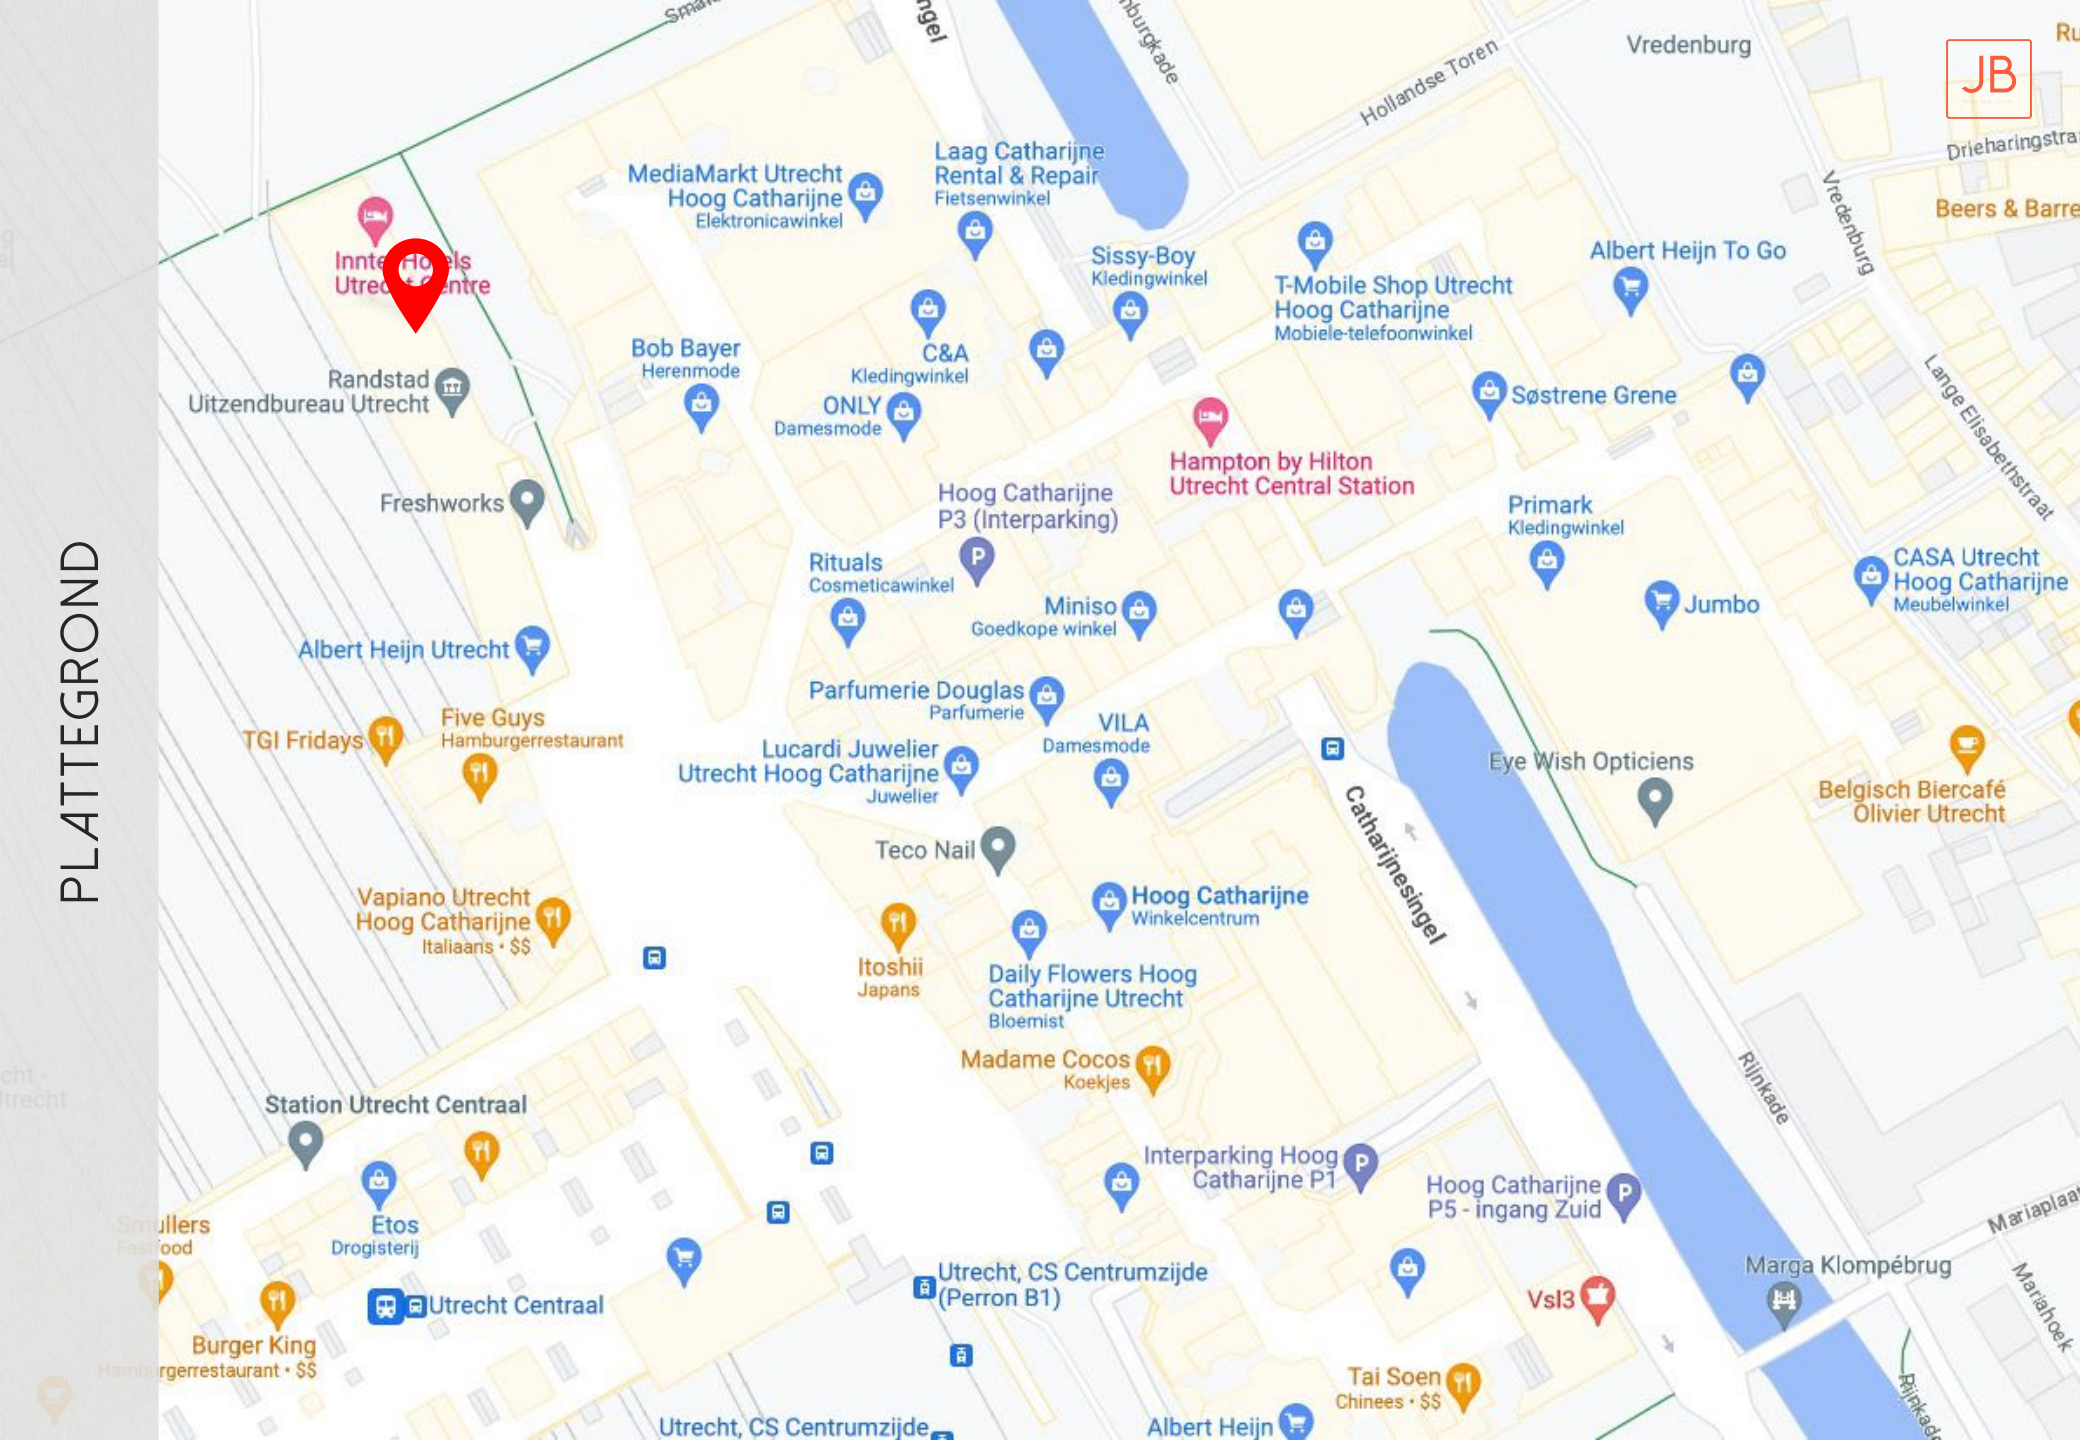 PLATTEGROND
JB
Vredenburg
Hollandse Toren
Vredenburg
Lange Elisabethstraat
Beers & Barre
MediaMarkt Utrecht
Hoog Catharijne
Elektronicawinkel
Laag Catharijne
Rental & Repair
Fietsenwinkel
Sissy-Boy
Kledingwinkel
T-Mobile Shop Utrecht
Hoog Catharijne
Mobiele-telefoonwinkel
Albert Heijn To Go
Randstad
Uitzendbureau Utrecht
Bob Bayer
Herenmode
C&A
Kledingwinkel
ONLY
Damesmode
Søstrene Grene
Hampton by Hilton
Utrecht Central Station
Freshworks
Hoog Catharijne
P3 (Interparking)
Primark
Kledingwinkel
Rituals
Cosmeticawinkel
Miniso
Goedkope winkel
Jumbo
CASA Utrecht
Hoog Catharijne
Meubelwinkel
Albert Heijn Utrecht
Parfumerie Douglas
Parfumerie
TGI Fridays
Five Guys
Hamburgerrestaurant
Lucardi Juwelier
Utrecht Hoog Catharijne
Juwelier
VILA
Damesmode
Eye Wish Opticiens
Belgisch Biercafé
Olivier Utrecht
Catharijnesingel
Teco Nail
Vapiano Utrecht
Hoog Catharijne
Italiaans • $$
Hoog Catharijne
Winkelcentrum
Itoshii
Japans
Daily Flowers Hoog
Catharijne Utrecht
Bloemist
Madame Cocos
Koekjes
Rijnkade
Station Utrecht Centraal
Interparking Hoog
Catharijne P1
Hoog Catharijne
P5 - ingang Zuid
Mariaplaat
Mariahoek
Smullers
Fastfood
Etos
Drogisterij
Utrecht Centraal
Utrecht, CS Centrumzijde
(Perron B1)
Vsl3
Marga Klompébrug
Burger King
Hamburgerrestaurant • $$
Tai Soen
Chinees • $$
Utrecht, CS Centrumzijde
Albert Heijn